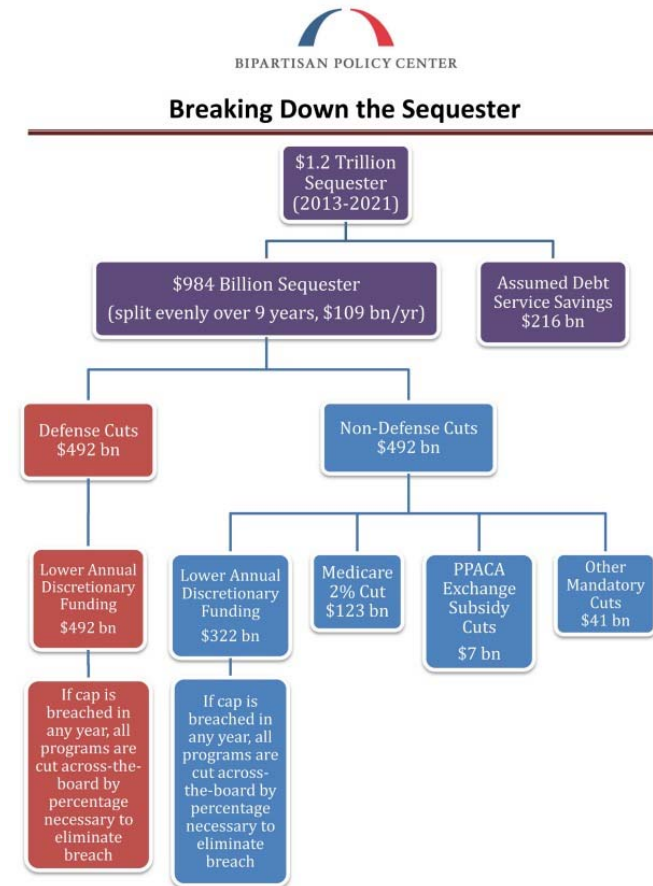 BIPARTISAN POLICY CENTER
Breaking Down the Sequester
$1.2 Trillion
Sequester
(2013-2021)
$984 Billion Sequester
(split evenly over 9 years, $109 bn/yr)
Assumed Debt
Service Savings
$216 bn
Defense Cuts
$492 bn
Non-Defense Cuts
$492 bn
Lower Annual
Discretionary
Funding
$492 bn
Lower Annual
Discretionary
Funding
$322 bn
Medicare
2% Cut
$123 bn
PPACA
Exchange
Subsidy
Cuts
$7 bn
Other
Mandatory
Cuts
$41 bn
If cap is
breached in
any year, all
programs are
cut across-the-
board by
percentage
necessary to
eliminate
breach
If cap is
breached in
any year, all
programs are
cut across-
the-board by
percentage
necessary to
eliminate
breach